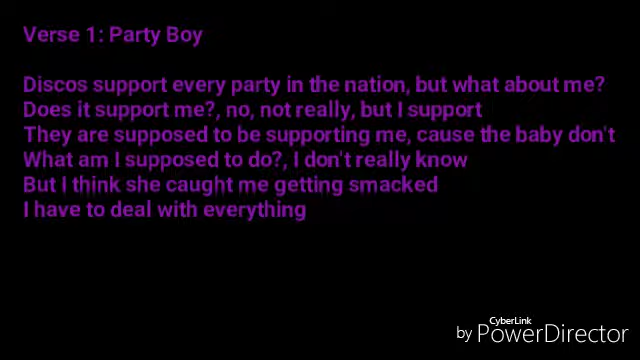 Verse 1: Party Boy
Discos support every party in the nation, but what about me?
Does it support me?, no, not really, but I support
They are supposed to be supporting me, cause the baby don't
What am I supposed to do?, I don't really know
But I think she caught me getting smacked
I have to deal with everything
CyberLink
by PowerDirector